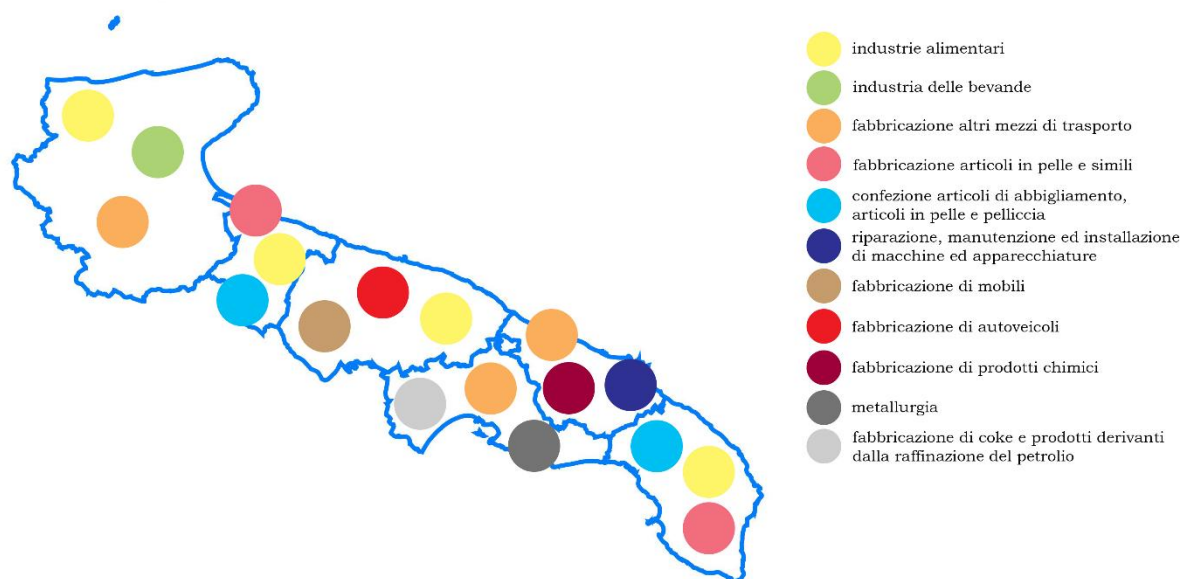 industrie alimentari
industria delle bevande
fabbricazione altri mezzi di trasporto
fabbricazione articoli in pelle e simili
confezione articoli di abbigliamento,
articoli in pelle e pelliccia
riparazione, manutenzione ed installazione
di macchine ed apparecchiature
fabbricazione di mobili
fabbricazione di autoveicoli
fabbricazione di prodotti chimici
metallurgia
fabbricazione di coke e prodotti derivanti
dalla raffinazione del petrolio